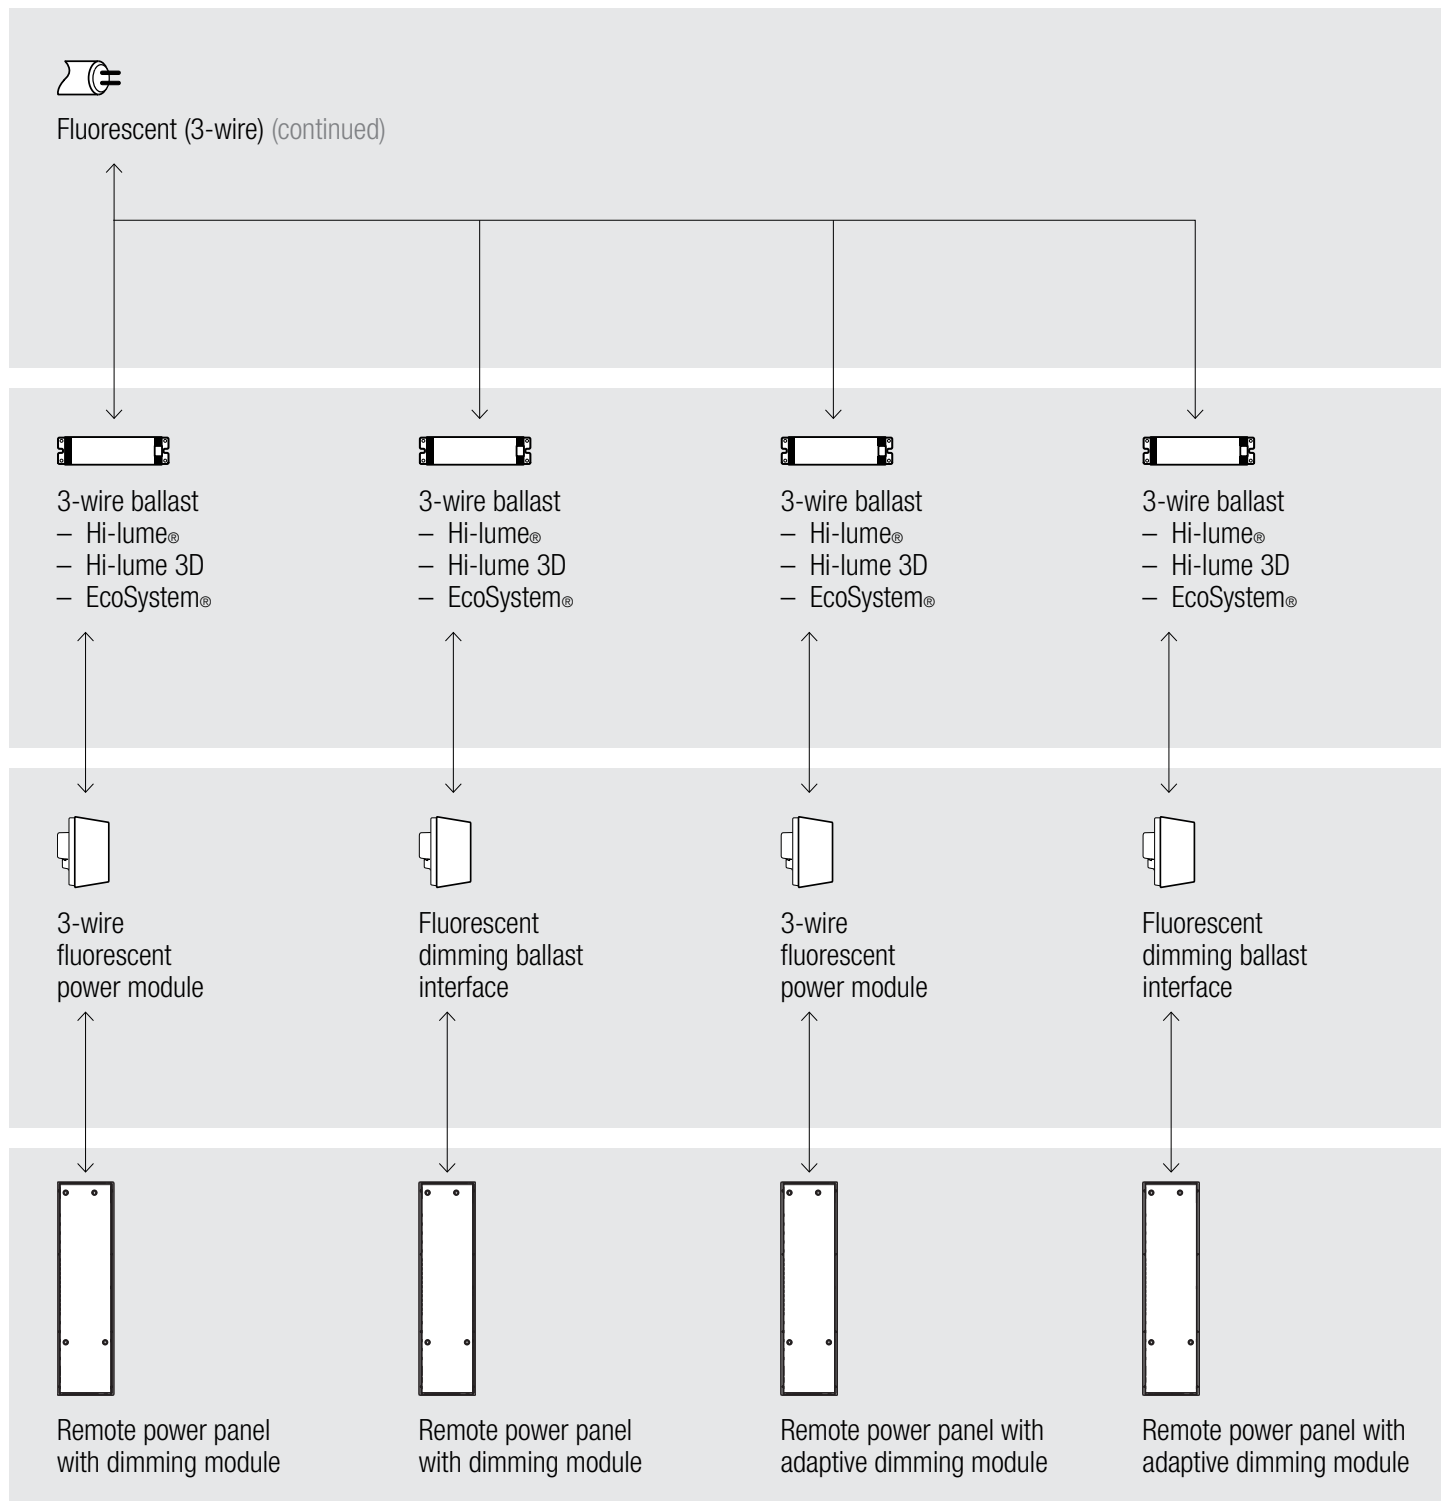 Fluorescent (3-wire) (continued)
3-wire ballast
– Hi-lume®
– Hi-lume 3D
– EcoSystem®
3-wire ballast
– Hi-lume®
– Hi-lume 3D
– EcoSystem®
3-wire ballast
– Hi-lume®
– Hi-lume 3D
– EcoSystem®
3-wire ballast
– Hi-lume®
– Hi-lume 3D
– EcoSystem®
3-wire
fluorescent
power module
Fluorescent
dimming ballast
interface
3-wire
fluorescent
power module
Fluorescent
dimming ballast
interface
Remote power panel
with dimming module
Remote power panel
with dimming module
Remote power panel with
adaptive dimming module
Remote power panel with
adaptive dimming module